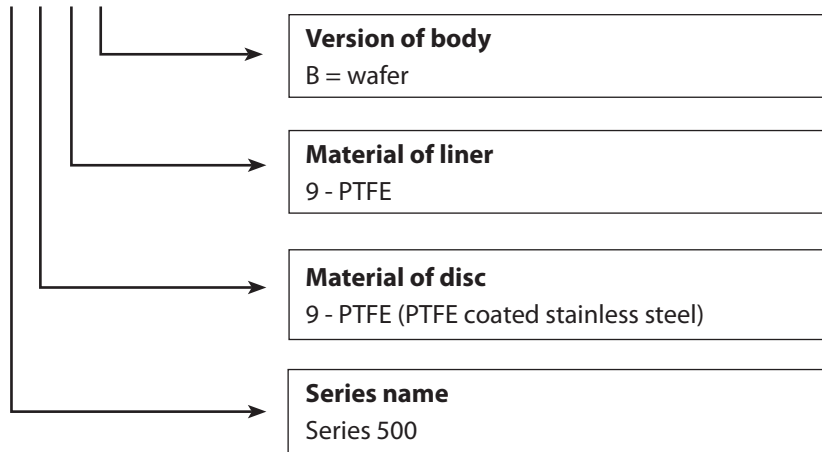 Version of body
B = wafer
Material of liner
9 - PTFE
Material of disc
9 - PTFE (PTFE coated stainless steel)
Series name
Series 500